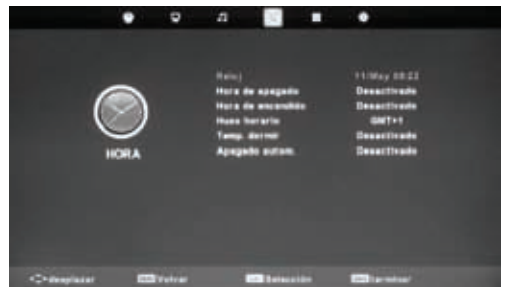 Reloj 11/May 08:22
Hora de apagado Desactivado
Hora de encendido Desactivado
Huso horario GMT+1
Temp. dormir Desactivado
Apagado autom. Desactivado
HORA
desplazar Volver Selección terminar